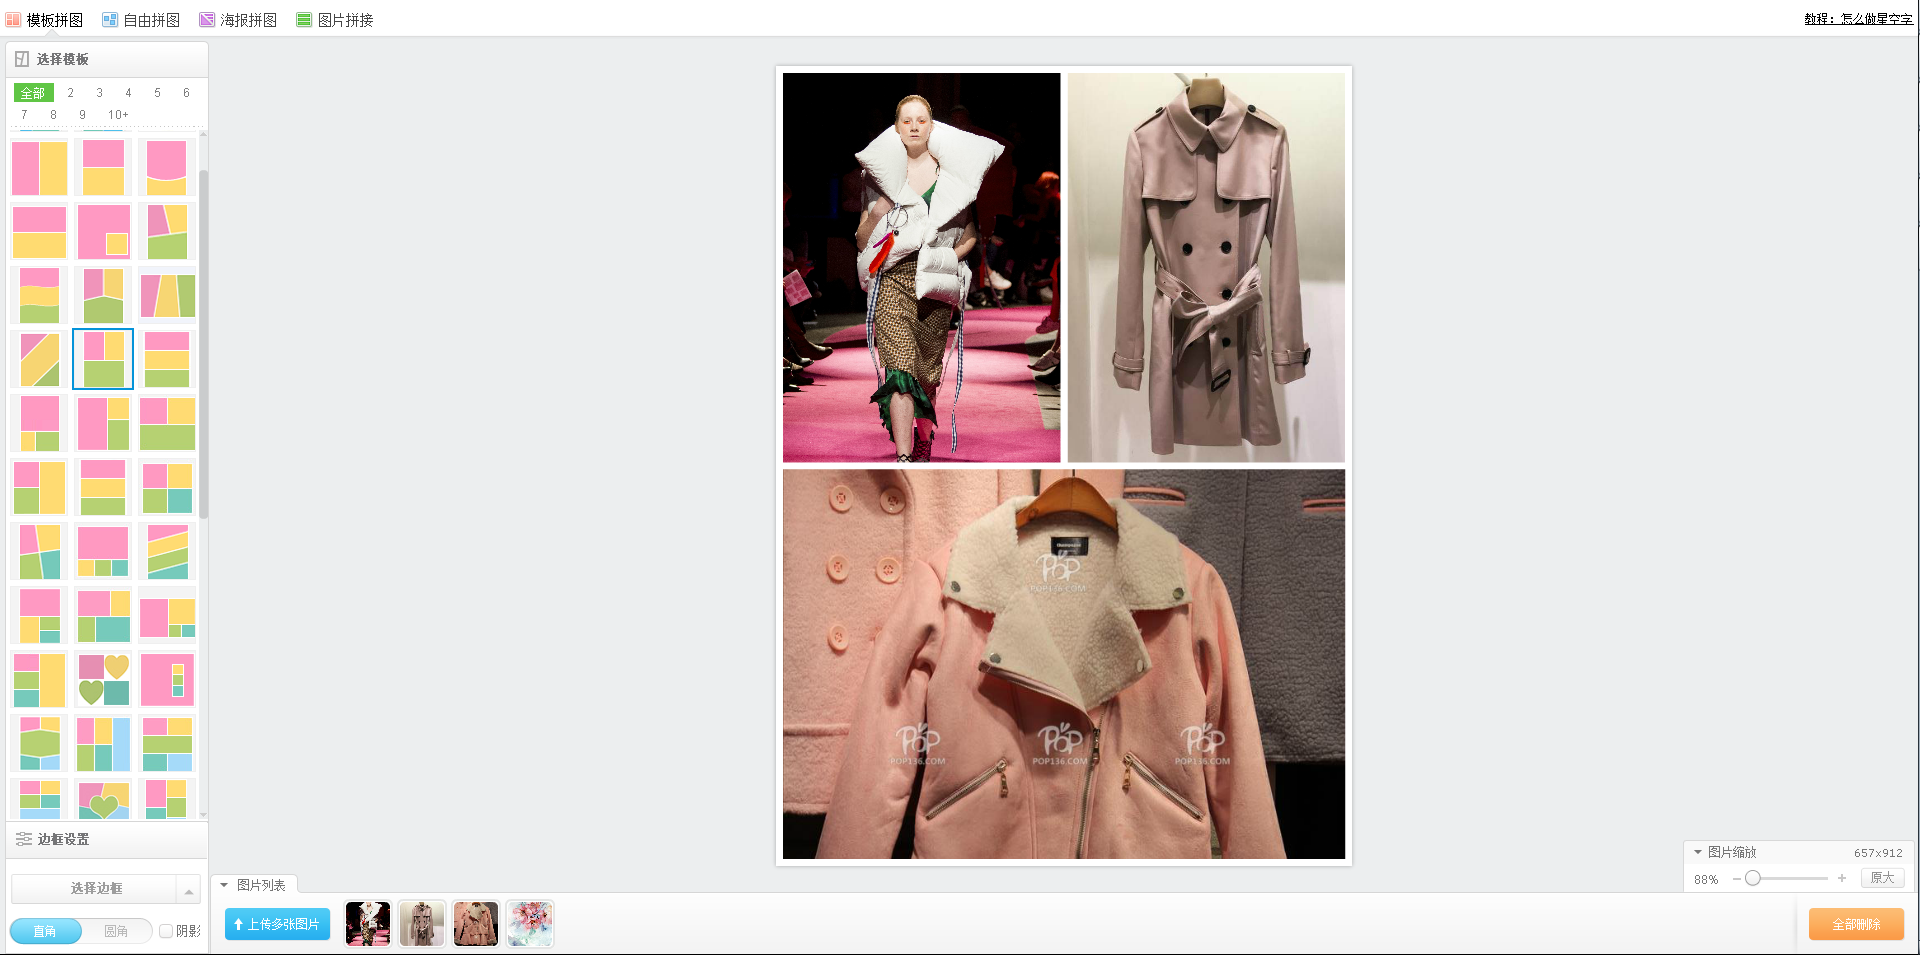 模板拼图 自由拼图 海报拼图 图片拼接 教程：怎么做星空字
选择模板
全部 2 3 4 5 6
7 8 9 10+
POP
POP136.COM
POP POP POP
POP136.COM POP136.COM POP136.COM
边框设置
选择边框
直角 圆角 阴影
图片列表
上传多张图片
图片缩放 657x912
88% 原大
全部删除